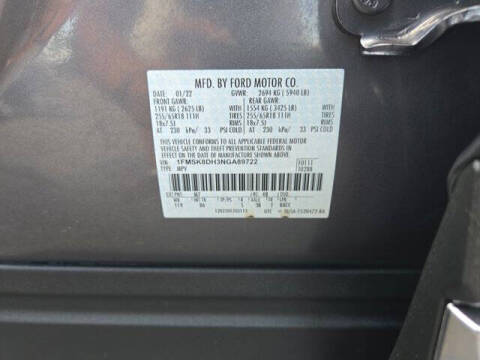 MFD. BY FORD MOTOR CO.
DATE: 01/22 GVWR: 2694 KG ( 5940 LB)
FRONT GAWR: REAR GAWR:
1191 KG ( 2625 LB) WITH 1554 KG ( 3425 LB) WITH
255/65R18 111H TIRES 255/65R18 111H TIRES
18x7.5J RIMS 18x7.5J RIMS
AT 230 kPa/ 33 PSI COLD AT 230 kPa/ 33 PSI COLD
THIS VEHICLE CONFORMS TO ALL APPLICABLE FEDERAL MOTOR
VEHICLE SAFETY AND THEFT PREVENTION STANDARDS IN EFFECT
ON THE DATE OF MANUFACTURE SHOWN ABOVE.
VIN: 1FMSK8DH3NGA89722
TYPE: MPV